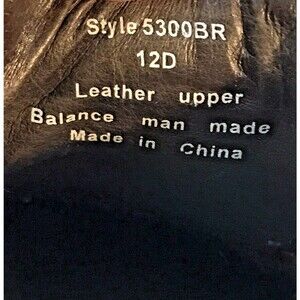 Style 5300BR
12D
Leather upper
Balance man made
Made in China